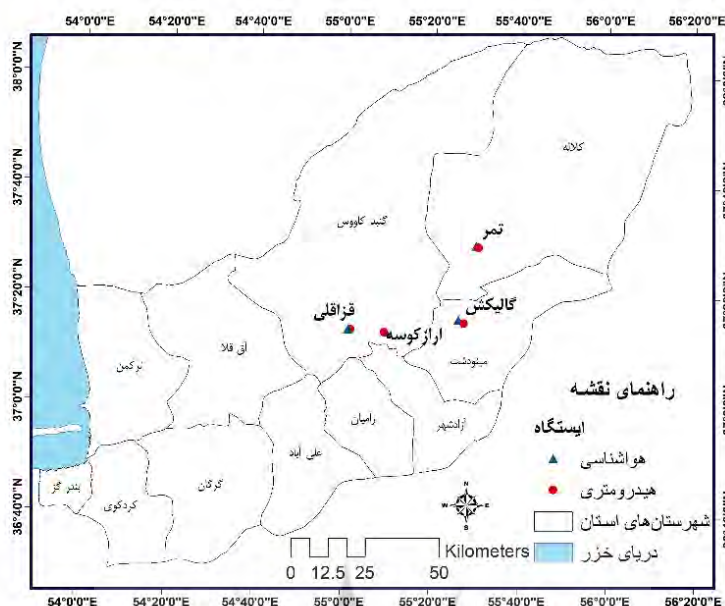 54°0'0"E 54°20'0"E 54°40'0"E 55°0'0"E 55°20'0"E 55°40'0"E 56°0'0"E 56°20'0"E
38°0'0"N
37°40'0"N
37°20'0"N
37°0'0"N
36°40'0"N
کلاله
گنبد کاووس
تمر
گالیکش
قزاقلی
ارازکوسه
مینودشت
آق قلا
ترکمن
رامیان
آزادشهر
علی آباد
گرگان
کردکوی
بندر گز
راهنمای نقشه
ایستگاه
هواشناسی
هیدرومتری
شهرستان‌های استان
دریای خزر
N
W E
S
Kilometers
0 12.5 25 50
54°0'0"E 54°20'0"E 54°40'0"E 55°0'0"E 55°20'0"E 55°40'0"E 56°0'0"E